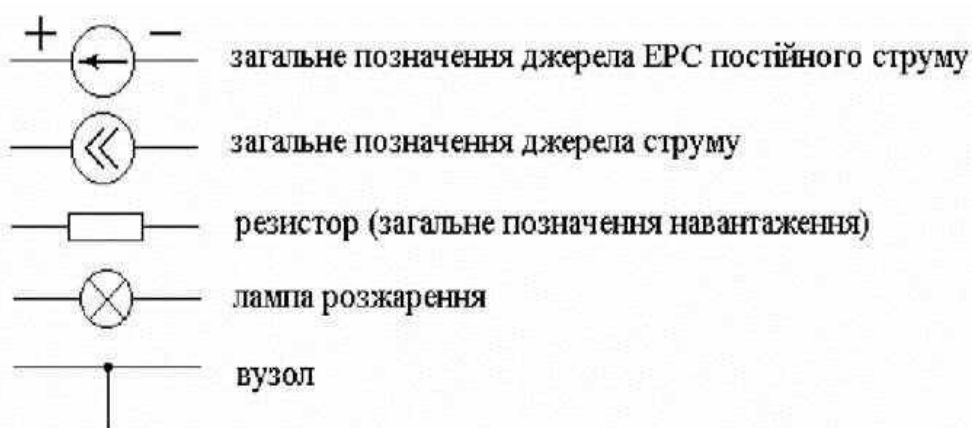 + − загальне позначення джерела ЕРС постійного струму
загальне позначення джерела струму
резистор (загальне позначення навантаження)
лампа розжарення
вузол